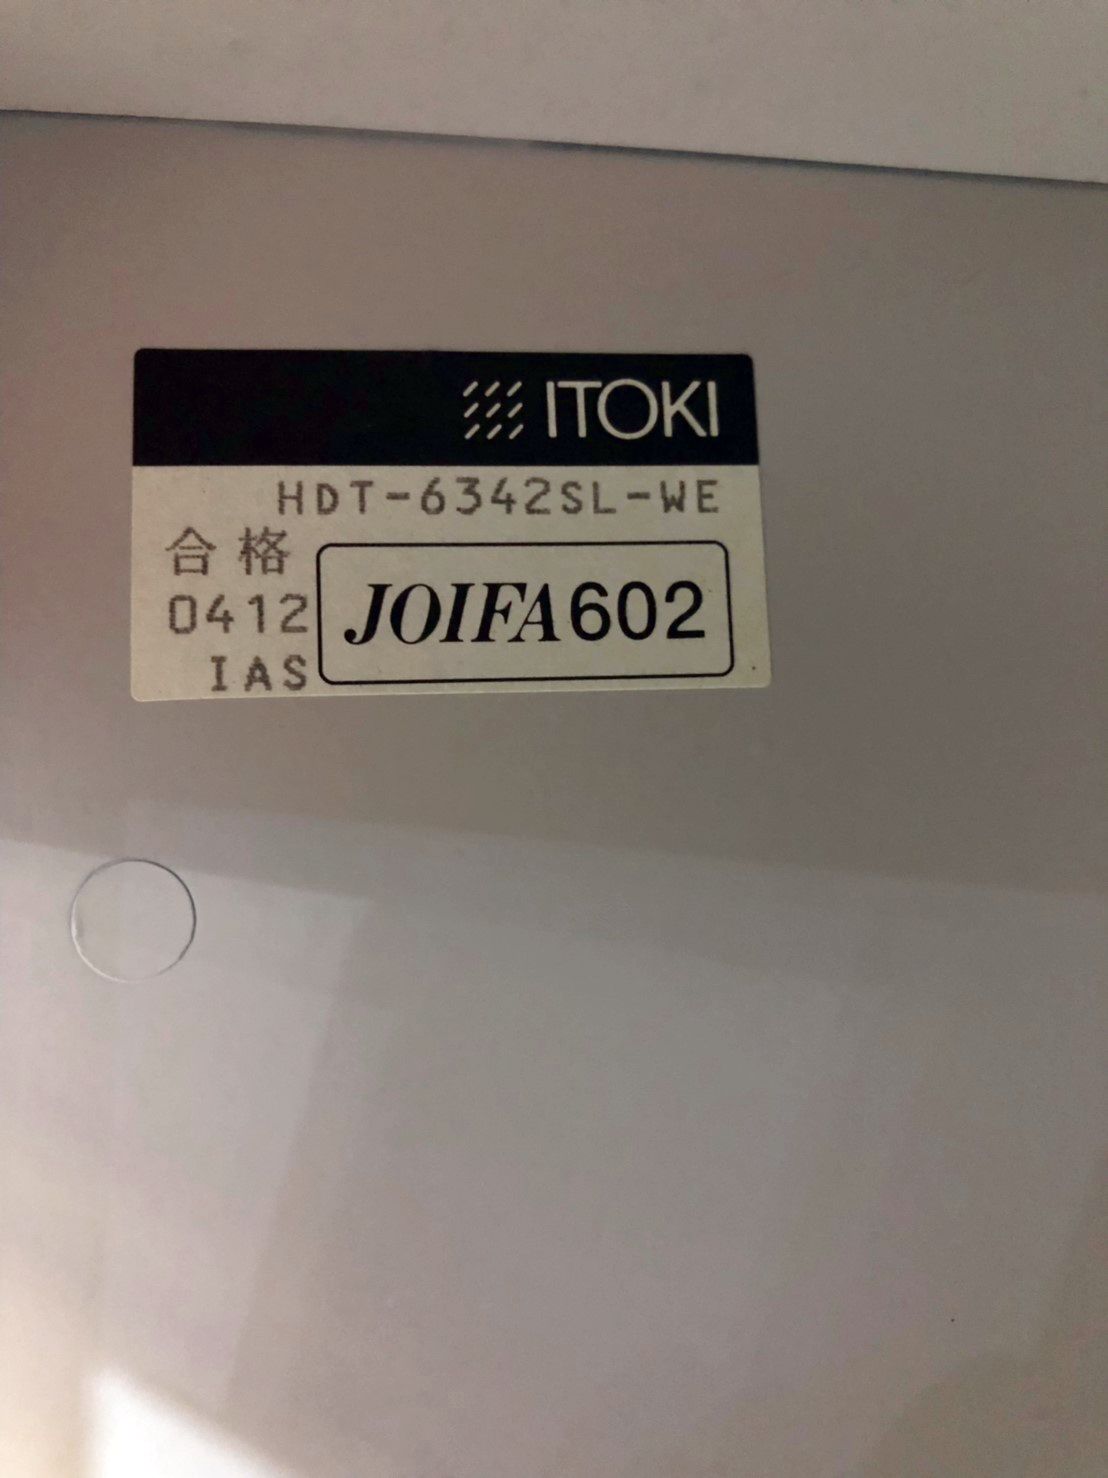 ITOKI
HDT-6342SL-WE
合格
0412
IAS
JOIFA602